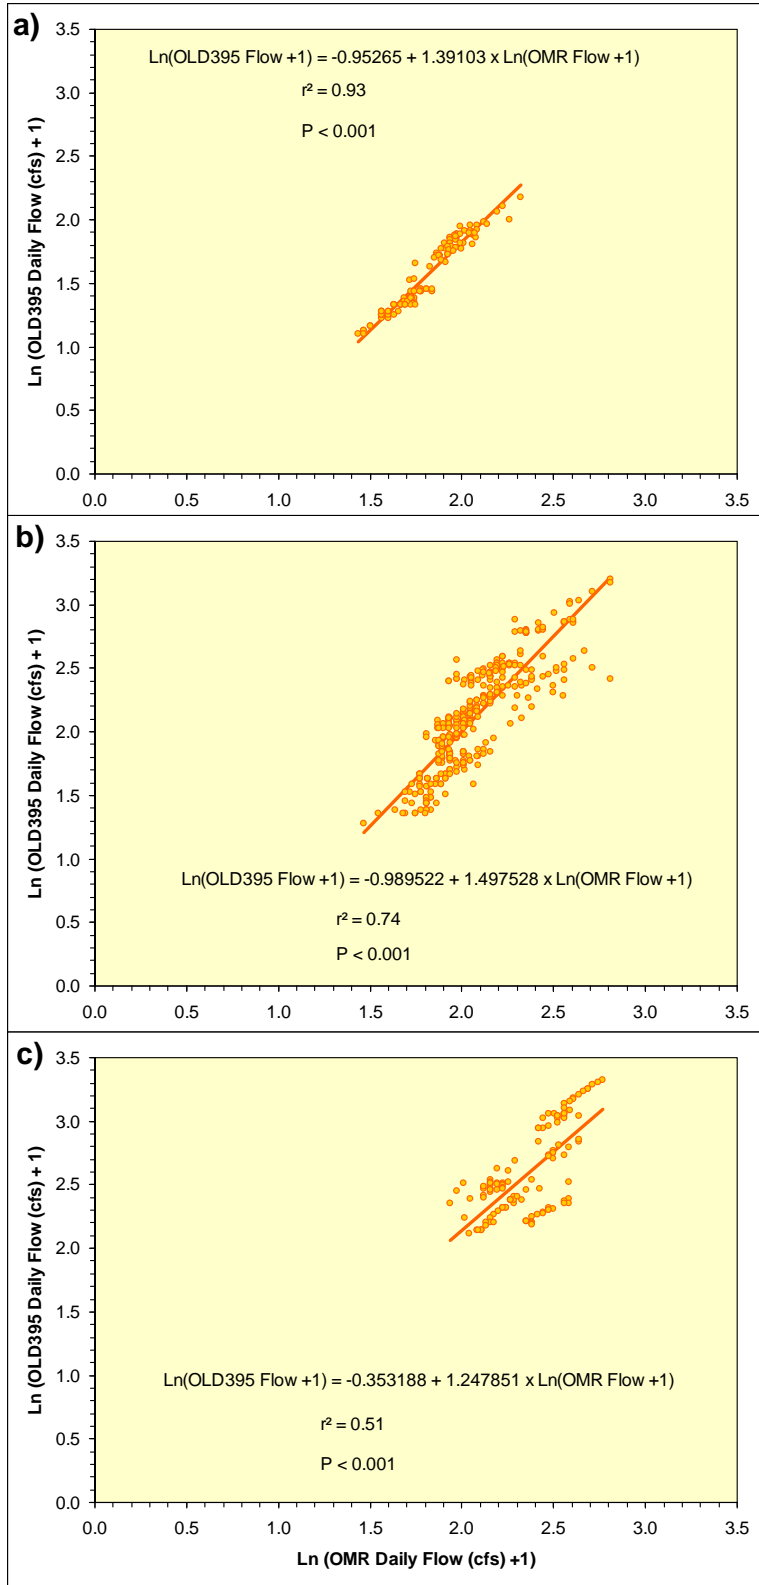 a)
Ln(OLD395 Flow +1) = -0.95265 + 1.39103 x Ln(OMR Flow +1)
r² = 0.93
P < 0.001
Ln (OLD395 Daily Flow (cfs) + 1)
3.5
3.0
2.5
2.0
1.5
1.0
0.5
0.0
0.0 0.5 1.0 1.5 2.0 2.5 3.0 3.5
b)
Ln (OLD395 Daily Flow (cfs) + 1)
3.5
3.0
2.5
2.0
1.5
1.0
0.5
0.0
Ln(OLD395 Flow +1) = -0.989522 + 1.497528 x Ln(OMR Flow +1)
r² = 0.74
P < 0.001
0.0 0.5 1.0 1.5 2.0 2.5 3.0 3.5
c)
Ln (OLD395 Daily Flow (cfs) + 1)
3.5
3.0
2.5
2.0
1.5
1.0
0.5
0.0
Ln(OLD395 Flow +1) = -0.353188 + 1.247851 x Ln(OMR Flow +1)
r² = 0.51
P < 0.001
0.0 0.5 1.0 1.5 2.0 2.5 3.0 3.5
Ln (OMR Daily Flow (cfs) +1)